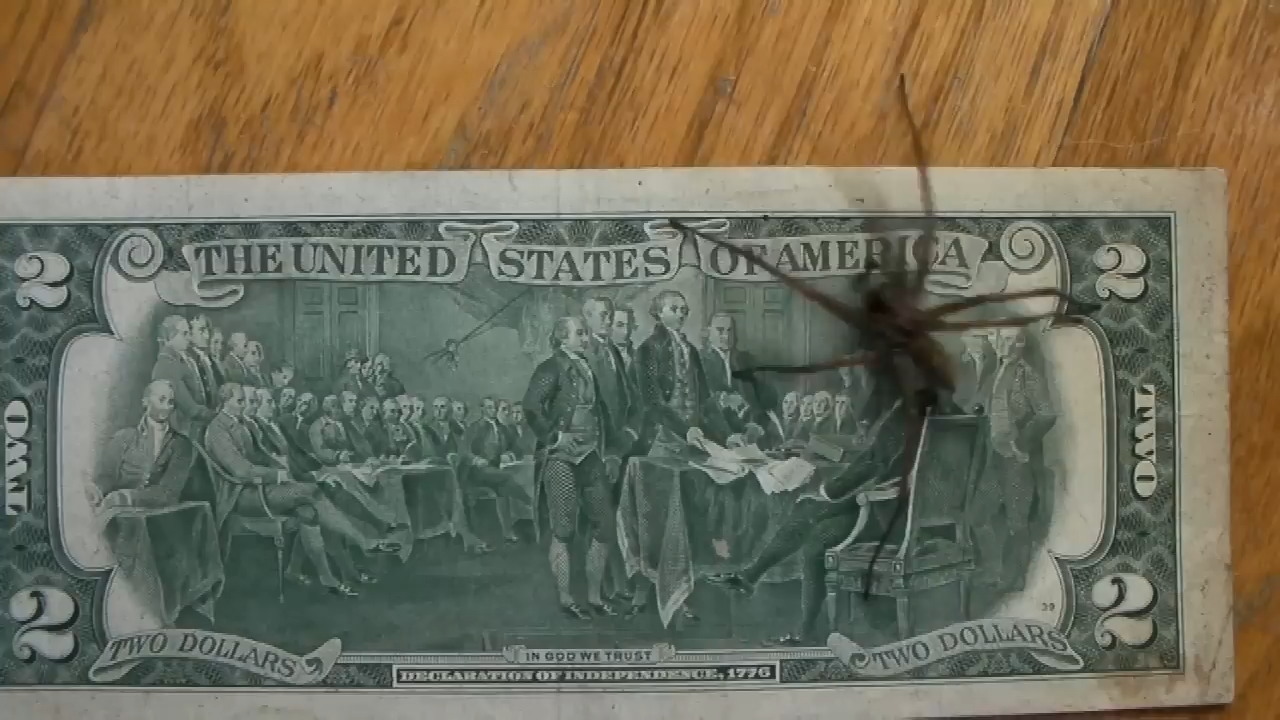 2 THE UNITED STATES OF AMERICA 2
TWO TWO
2 2
TWO DOLLARS TWO DOLLARS
39
IN GOD WE TRUST
DECLARATION OF INDEPENDENCE, 1776